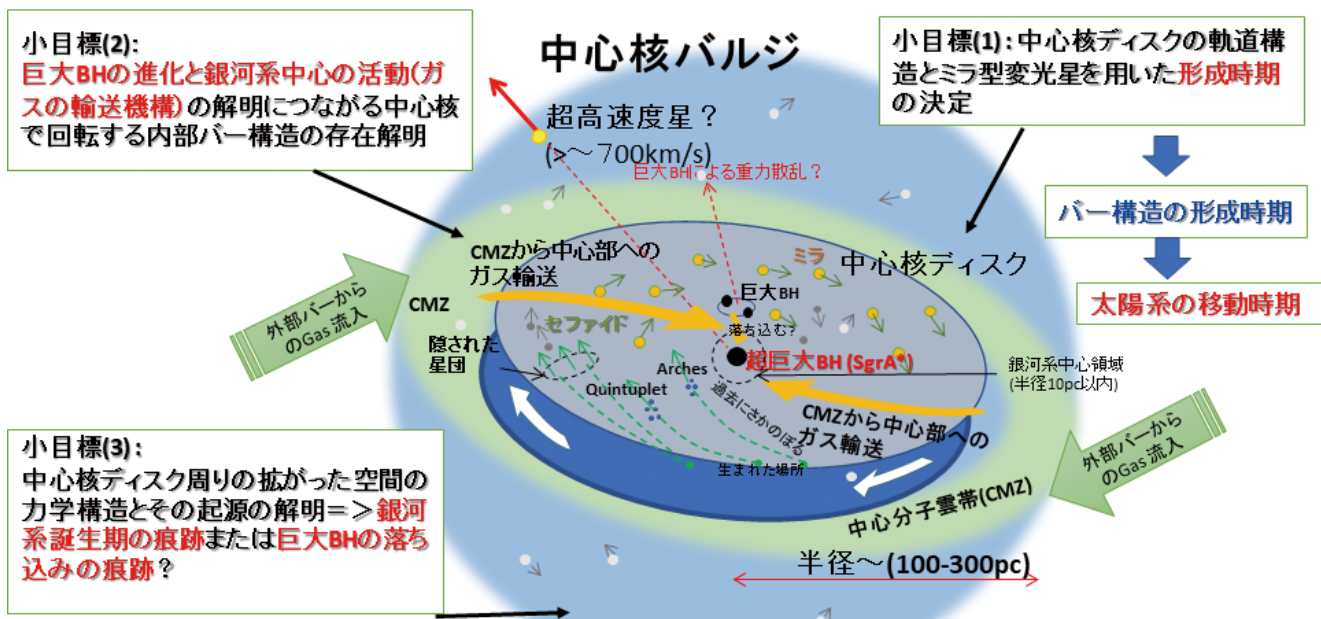 小目標(2):
巨大BHの進化と銀河系中心の活動(ガ
スの輸送機構)の解明につながる中心核
で回転する内部バー構造の存在解明
中心核バルジ
小目標(1):中心核ディスクの軌道構
造とミラ型変光星を用いた形成時期
の決定
超高速度星?
(>~700km/s)
巨大BHによる重力散乱?
バー構造の形成時期
太陽系の移動時期
CMZから中心部への
ガス輸送
ミラ
中心核ディスク
巨大BH
CMZ
外部バーから
のGas 流入
セファイド
落ち込む?
隠された
星団
超巨大BH (SgrA*)
銀河系中心領域
(半径10pc以内)
Arches
Quintuplet
過去にさかのぼる
CMZから中心部への
ガス輸送
外部バーから
のGas 流入
生まれた場所
中心分子雲帯(CMZ)
半径~(100-300pc)
小目標(3):
中心核ディスク周りの拡がった空間の
力学構造とその起源の解明=>銀河
系誕生期の痕跡または巨大BHの落ち
込みの痕跡?